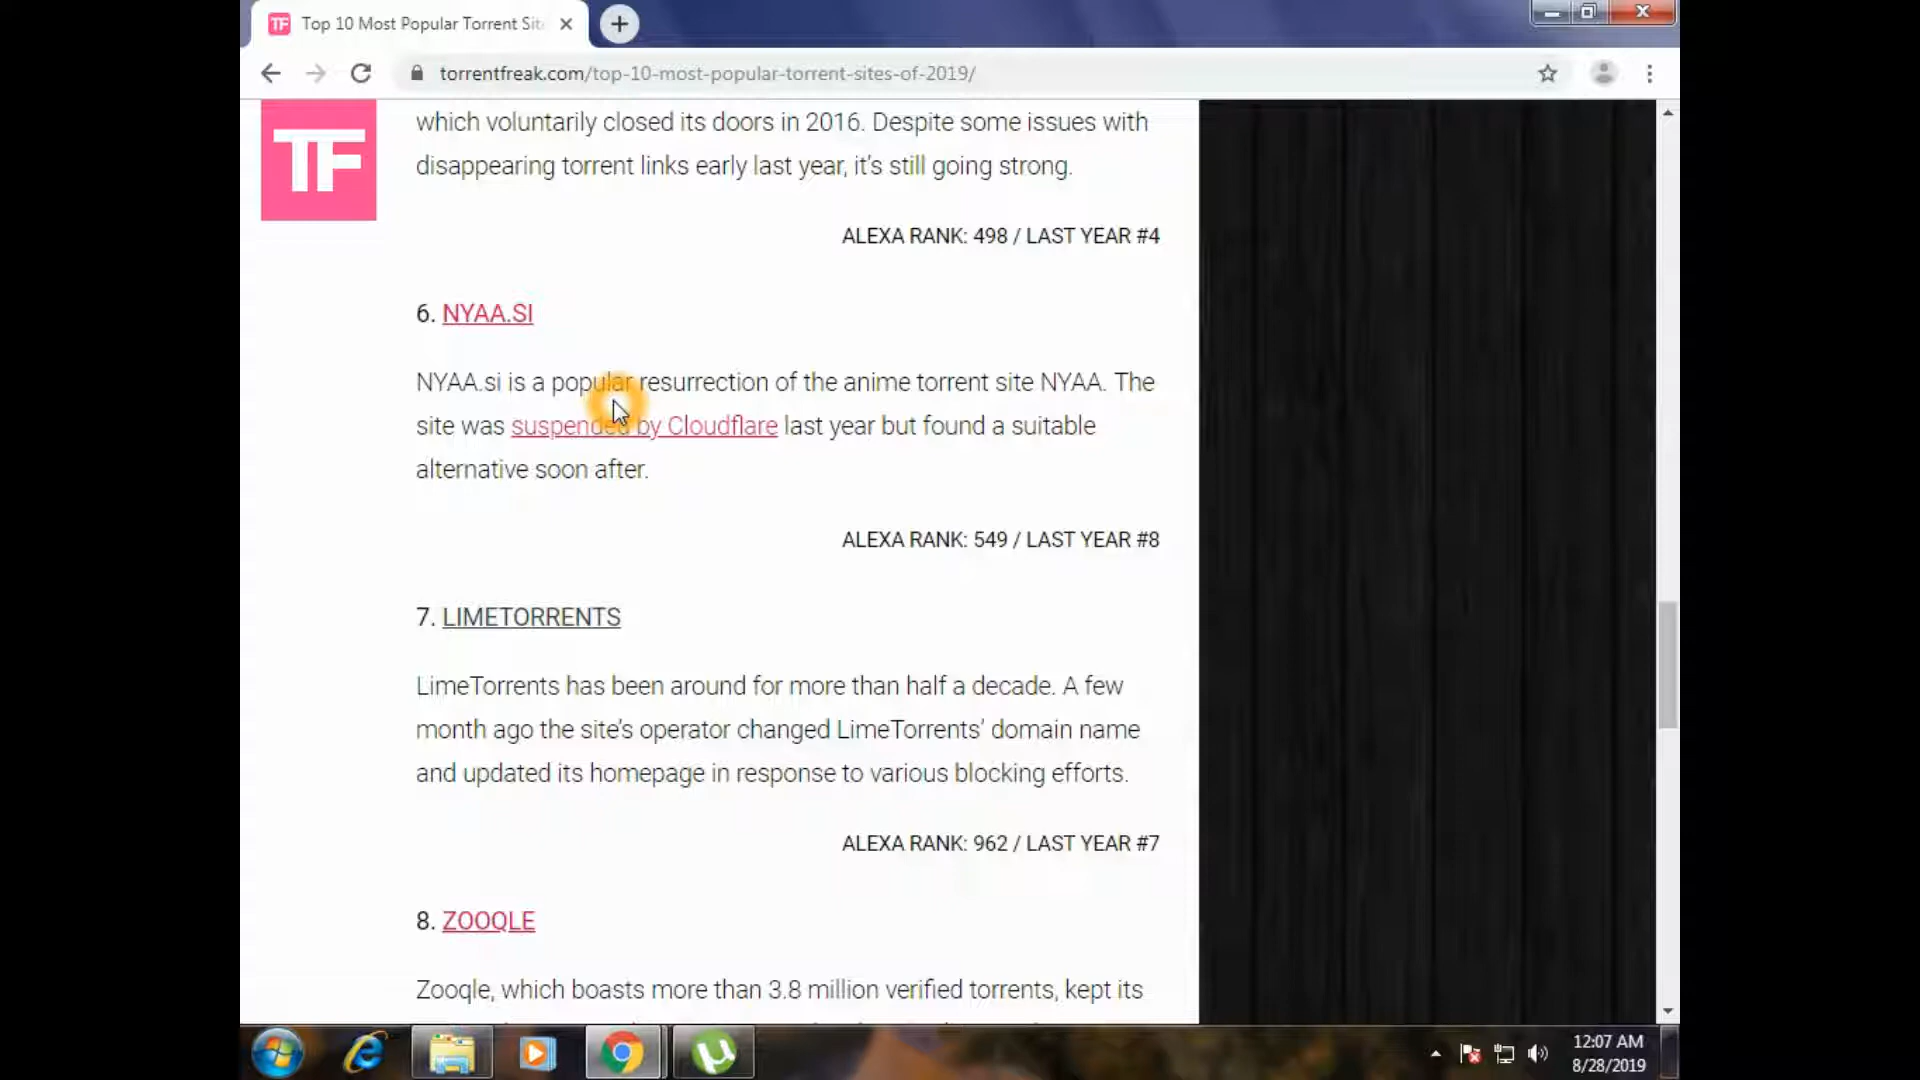 TF Top 10 Most Popular Torrent Sit
torrentfreak.com/top-10-most-popular-torrent-sites-of-2019/
TF
which voluntarily closed its doors in 2016. Despite some issues with
disappearing torrent links early last year, it's still going strong.
ALEXA RANK: 498 / LAST YEAR #4
6. NYAA.SI
NYAA.si is a popular resurrection of the anime torrent site NYAA. The
site was suspended by Cloudflare last year but found a suitable
alternative soon after.
ALEXA RANK: 549 / LAST YEAR #8
7. LIMETORRENTS
LimeTorrents has been around for more than half a decade. A few
month ago the site's operator changed LimeTorrents' domain name
and updated its homepage in response to various blocking efforts.
ALEXA RANK: 962 / LAST YEAR #7
8. ZOOQLE
Zooqle, which boasts more than 3.8 million verified torrents, kept its
12:07 AM
8/28/2019